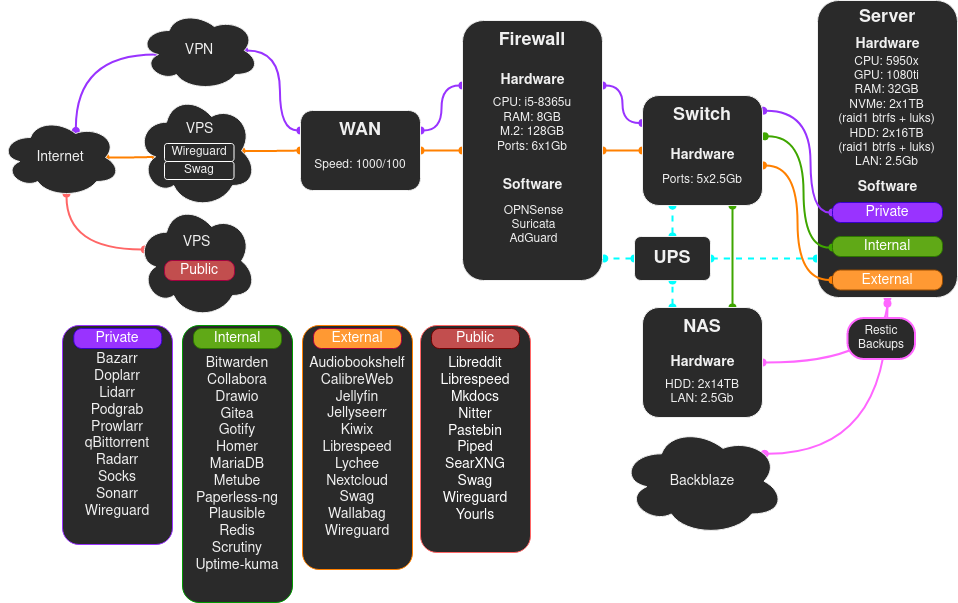 VPN
Internet
VPS
Wireguard
Swag
VPS
Public
WAN
Speed: 1000/100
Firewall
Hardware
CPU: i5-8365u
RAM: 8GB
M.2: 128GB
Ports: 6x1Gb
Software
OPNSense
Suricata
AdGuard
Switch
Hardware
Ports: 5x2.5Gb
UPS
NAS
Hardware
HDD: 2x14TB
LAN: 2.5Gb
Server
Hardware
CPU: 5950x
GPU: 1080ti
RAM: 32GB
NVMe: 2x1TB
(raid1 btrfs + luks)
HDD: 2x16TB
(raid1 btrfs + luks)
LAN: 2.5Gb
Software
Private
Internal
External
Restic
Backups
Backblaze
Private
Bazarr
Doplarr
Lidarr
Podgrab
Prowlarr
qBittorrent
Radarr
Socks
Sonarr
Wireguard
Internal
Bitwarden
Collabora
Drawio
Gitea
Gotify
Homer
MariaDB
Metube
Paperless-ng
Plausible
Redis
Scrutiny
Uptime-kuma
External
Audiobookshelf
CalibreWeb
Jellyfin
Jellyseerr
Kiwix
Librespeed
Lychee
Nextcloud
Swag
Wallabag
Wireguard
Public
Libreddit
Librespeed
Mkdocs
Nitter
Pastebin
Piped
SearXNG
Swag
Wireguard
Yourls